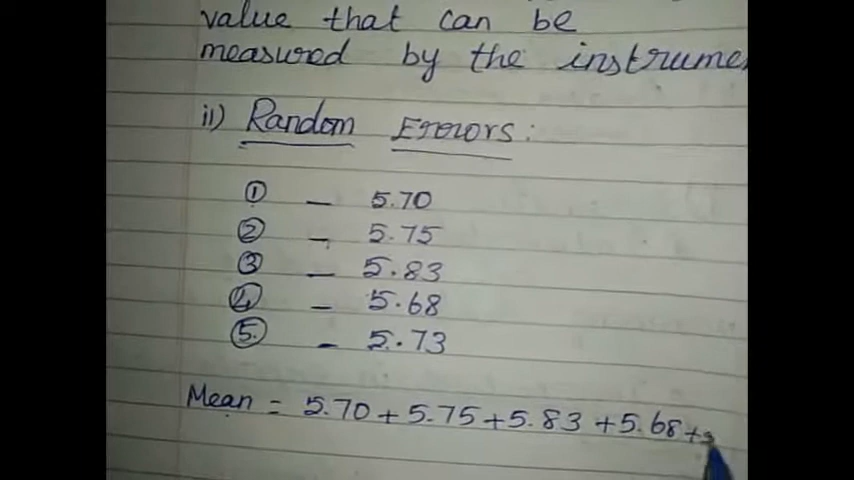 value that can be
measured by the instrume
ii) Random Errors:
① - 5.70
② - 5.75
③ - 5.83
④ - 5.68
⑤ - 5.73
Mean = 5.70 + 5.75 + 5.83 + 5.68 +